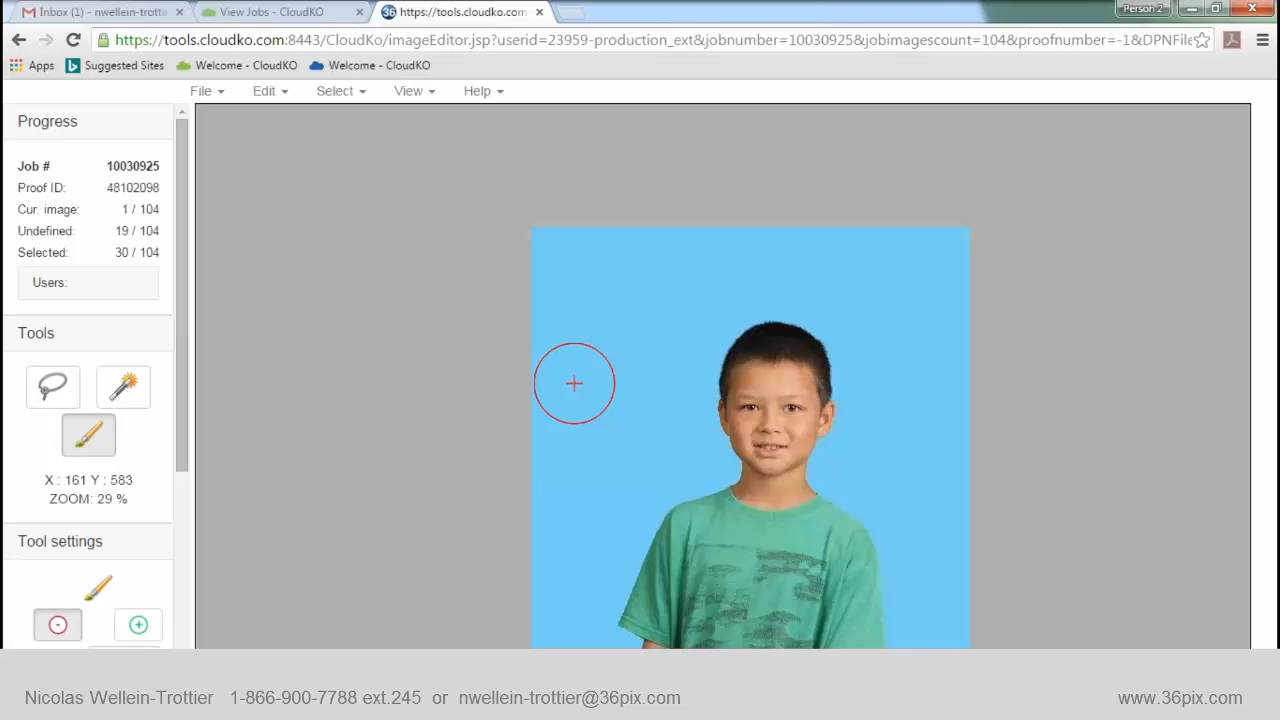 Inbox (1) - nwellein-trotti
View Jobs - CloudKO
36 https://tools.cloudko.com
Person 2
https://tools.cloudko.com:8443/CloudKo/imageEditor.jsp?userid=23959-production_ext&jobnumber=10030925&jobimagescount=104&proofnumber=-1&DPNFile
Apps
Suggested Sites
Welcome - CloudKO
Welcome - CloudKO
File
Edit
Select
View
Help
Progress
Job # 10030925
Proof ID: 48102098
Cur. image: 1 / 104
Undefined: 19 / 104
Selected: 30 / 104
Users:
Tools
X : 161 Y : 583
ZOOM: 29 %
Tool settings
Nicolas Wellein-Trottier 1-866-900-7788 ext.245 or nwellein-trottier@36pix.com
www.36pix.com